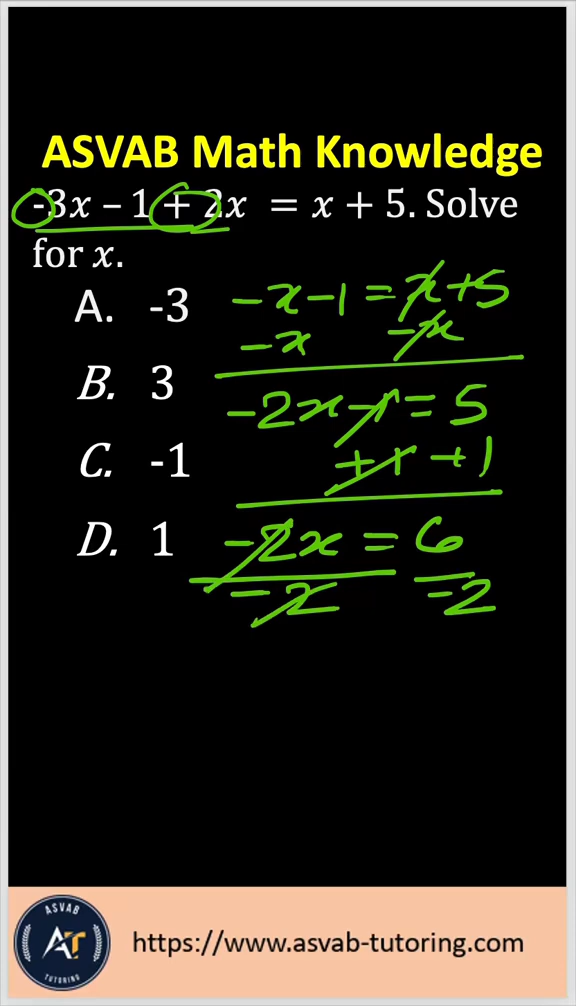 ASVAB Math Knowledge
-3x – 1 + 2x = x + 5. Solve
for x.
A. -3
-x - 1 = x + 5
-x -x
B. 3
-2x - 1 = 5
C. -1
+1 +1
D. 1
-2x = 6
-2 -2
ASVAB
AT
TUTORING
https://www.asvab-tutoring.com